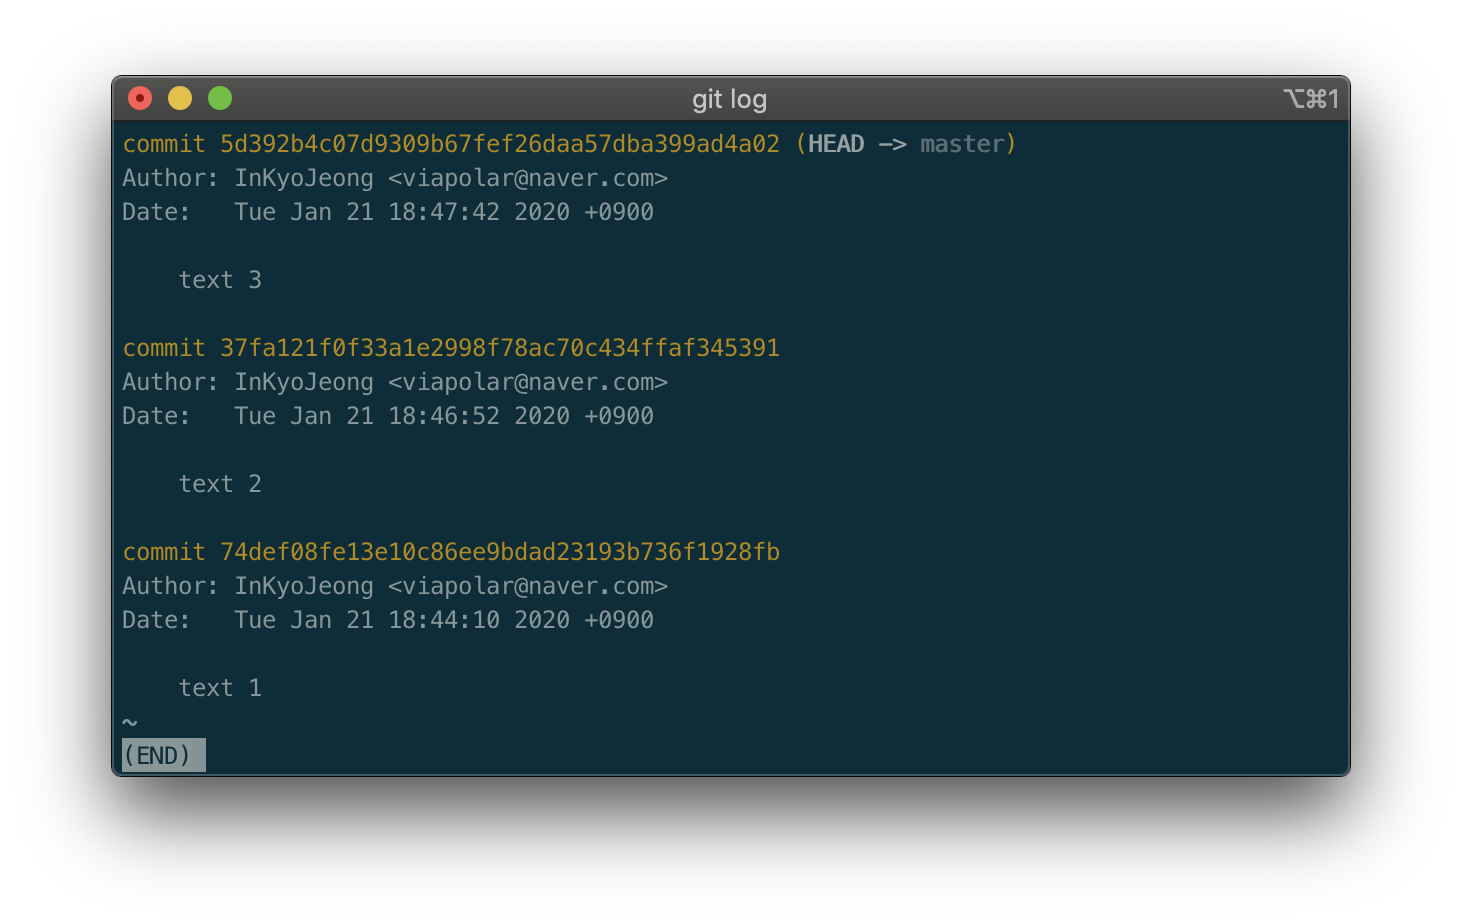 git log
⌥⌘1
commit 5d392b4c07d9309b67fef26daa57dba399ad4a02 (HEAD -> master)
Author: InKyoJeong <viapolar@naver.com>
Date:   Tue Jan 21 18:47:42 2020 +0900
    text 3
commit 37fa121f0f33a1e2998f78ac70c434ffaf345391
Author: InKyoJeong <viapolar@naver.com>
Date:   Tue Jan 21 18:46:52 2020 +0900
    text 2
commit 74def08fe13e10c86ee9bdad23193b736f1928fb
Author: InKyoJeong <viapolar@naver.com>
Date:   Tue Jan 21 18:44:10 2020 +0900
    text 1
~
(END)